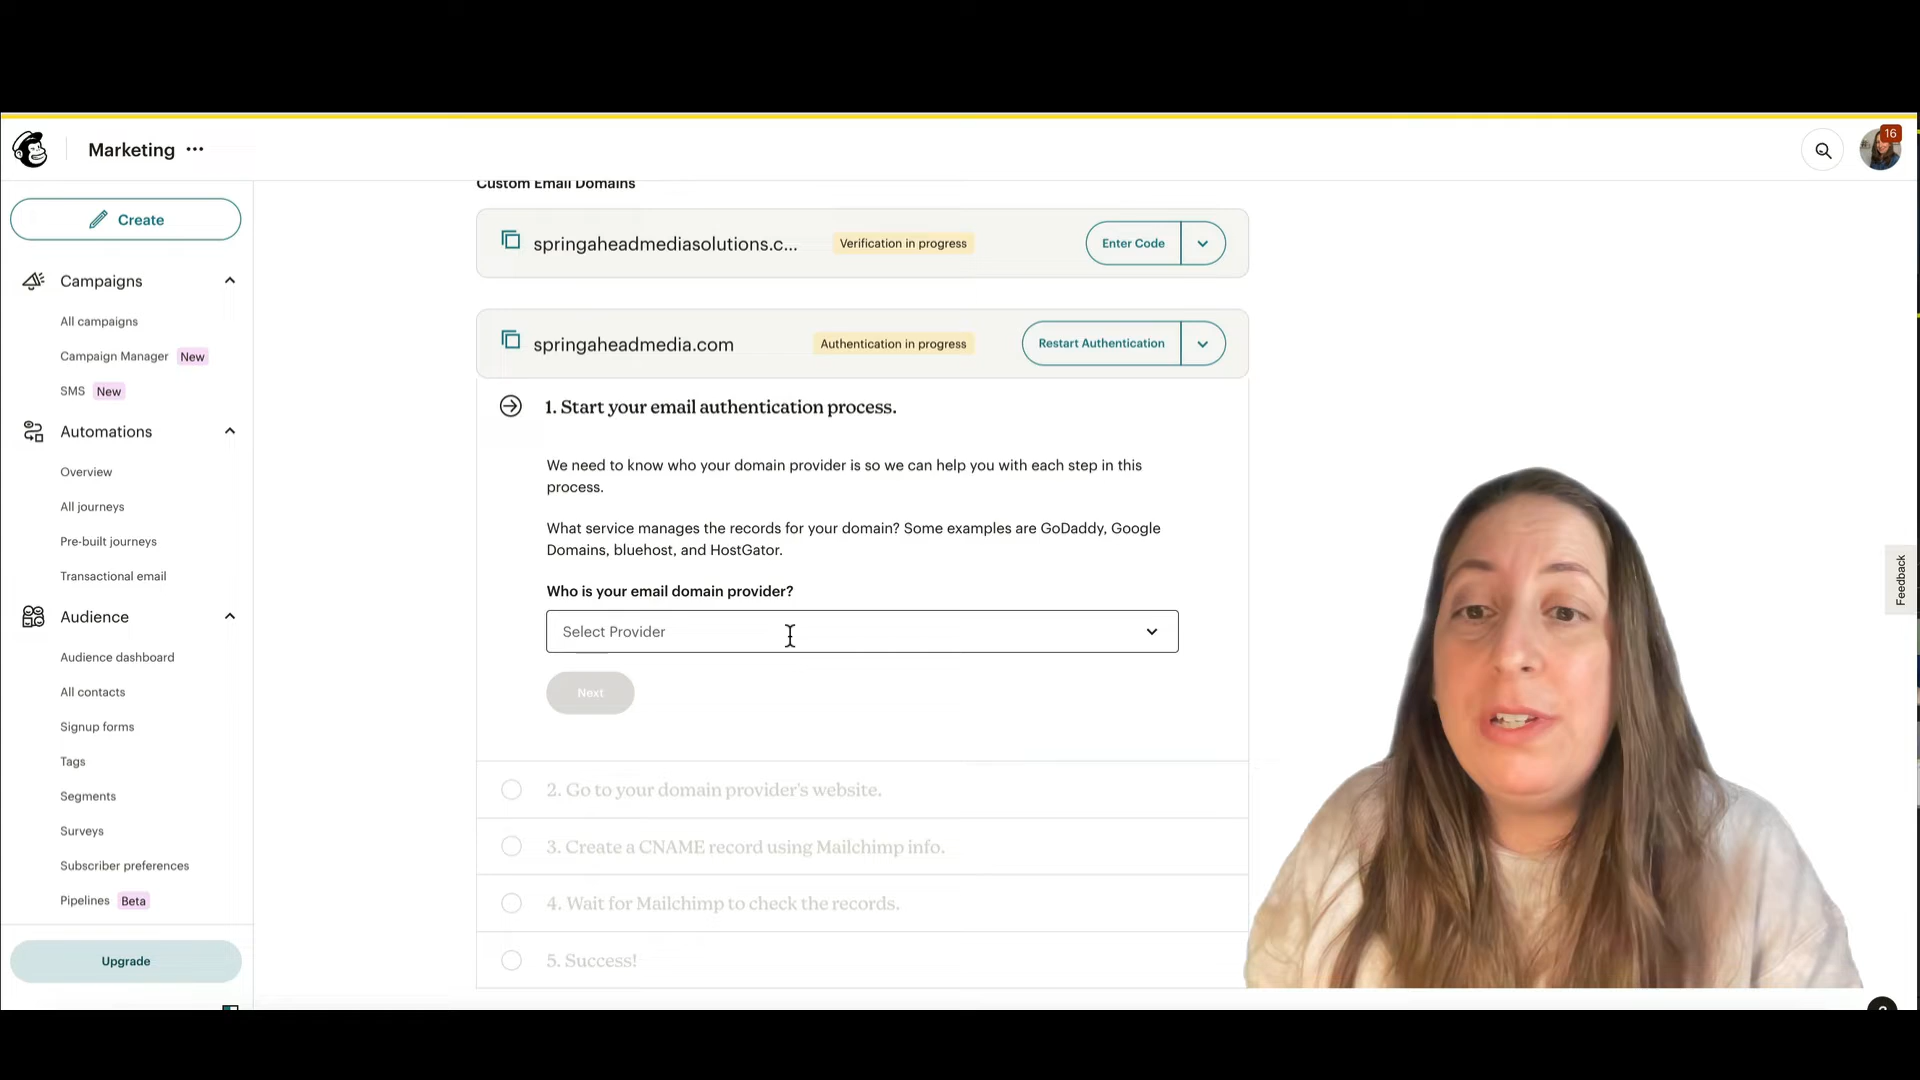 Marketing
16
Create
Campaigns
All campaigns
Campaign Manager New
SMS New
Automations
Overview
All journeys
Pre-built journeys
Transactional email
Audience
Audience dashboard
All contacts
Signup forms
Tags
Segments
Surveys
Subscriber preferences
Pipelines Beta
Upgrade
Custom Email Domains
springaheadmediasolutions.c... Verification in progress Enter Code
springaheadmedia.com Authentication in progress Restart Authentication
1. Start your email authentication process.
We need to know who your domain provider is so we can help you with each step in this
process.
What service manages the records for your domain? Some examples are GoDaddy, Google
Domains, bluehost, and HostGator.
Who is your email domain provider?
Select Provider
Next
2. Go to your domain provider's website.
3. Create a CNAME record using Mailchimp info.
4. Wait for Mailchimp to check the records.
5. Success!
Feedback